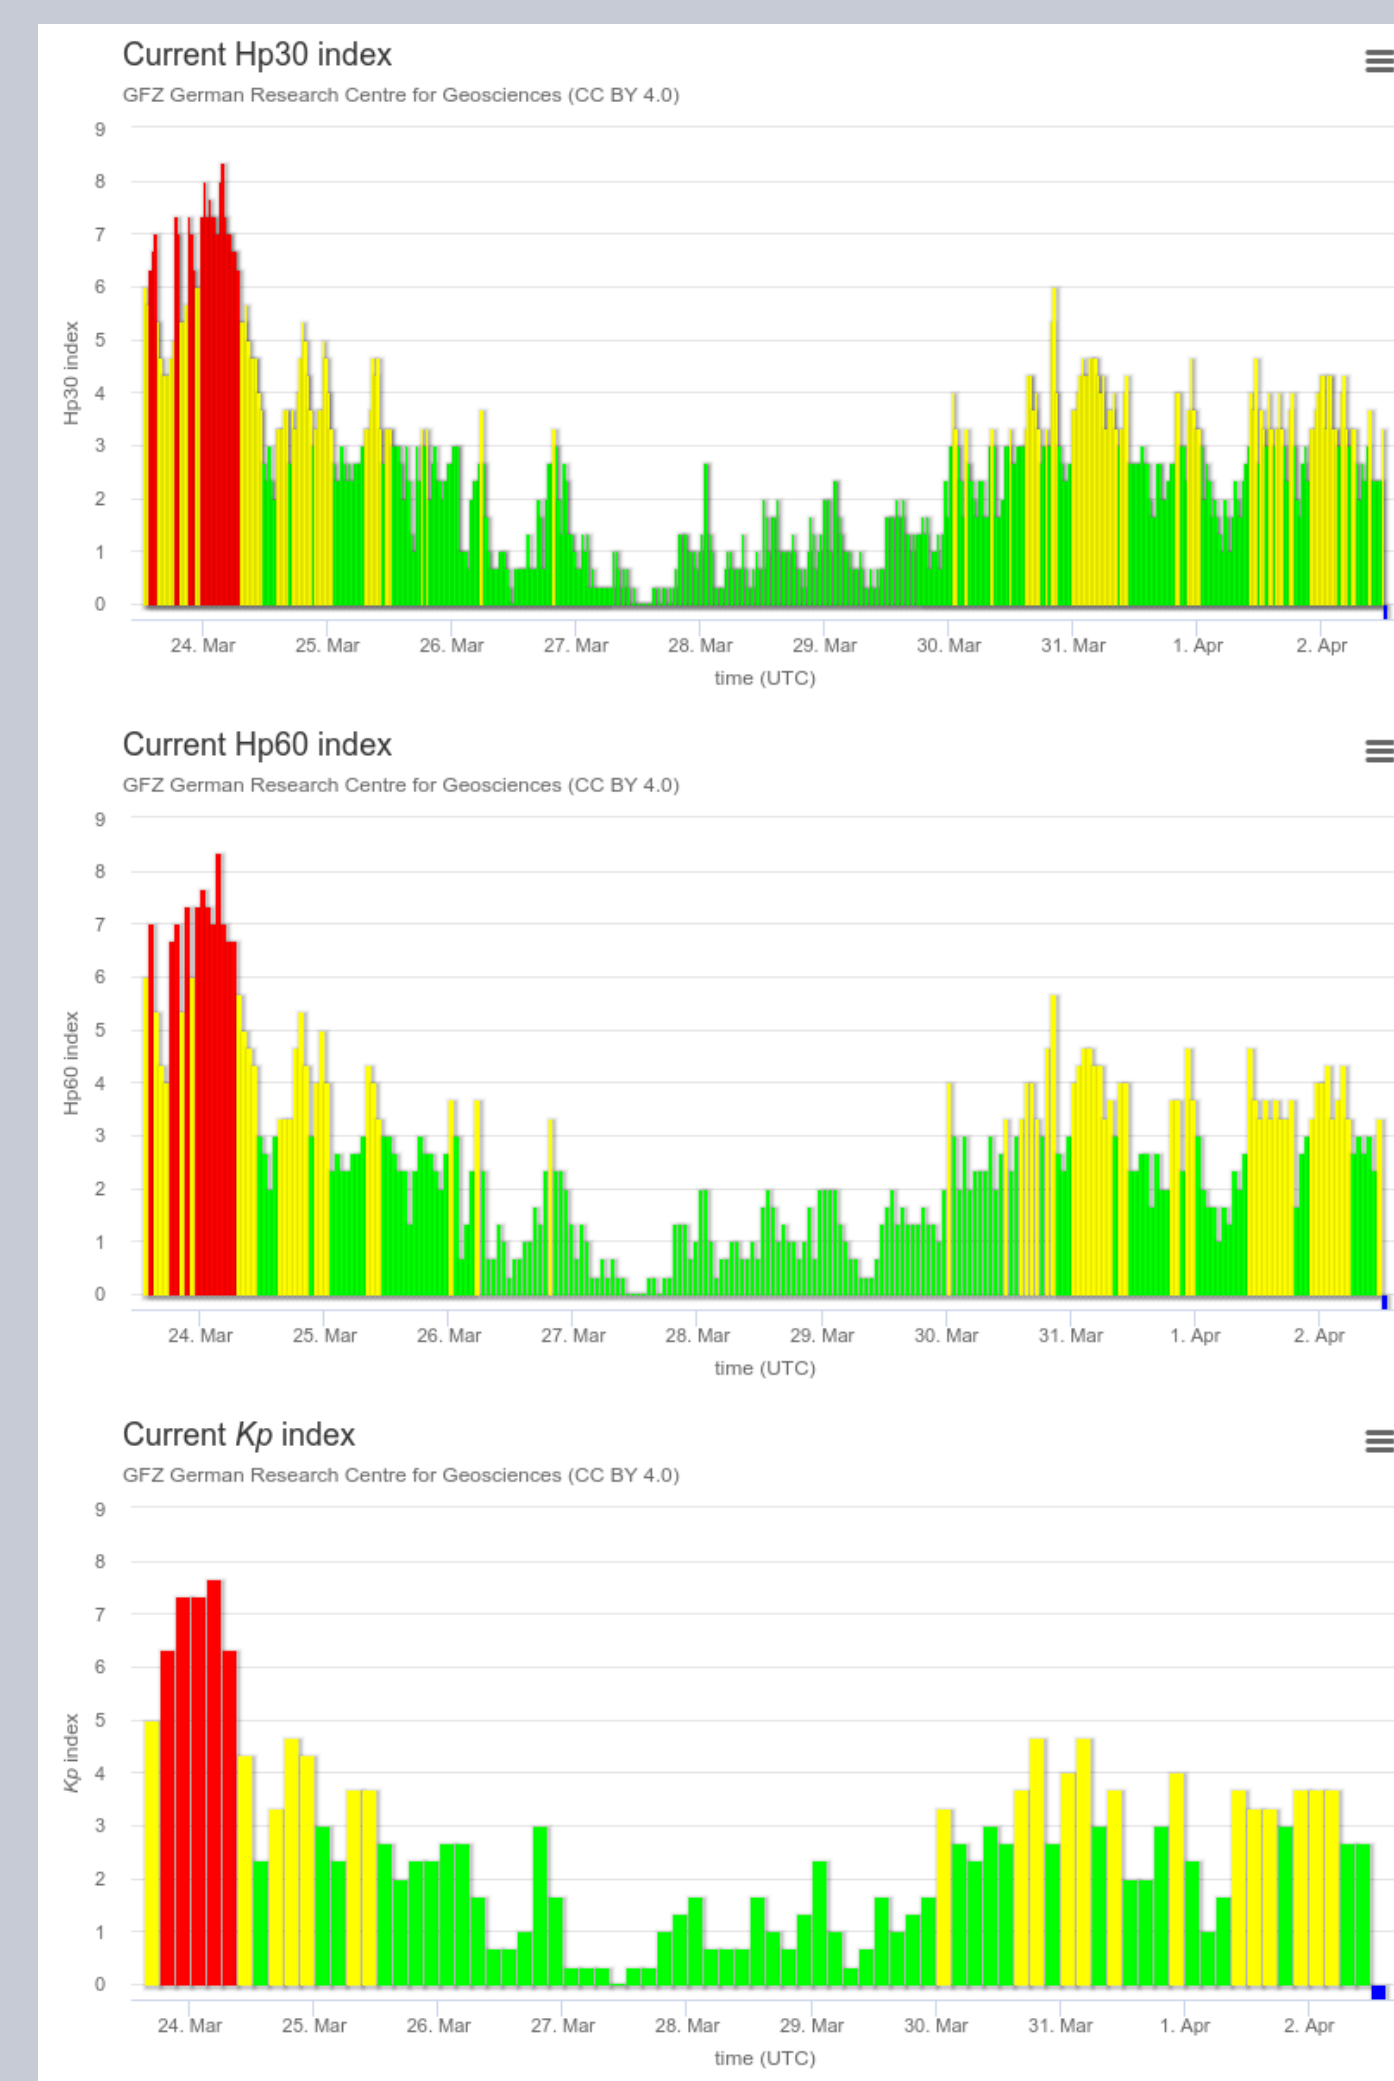 Current Hp30 index
GFZ German Research Centre for Geosciences (CC BY 4.0)
9
8
7
6
5
4
3
2
1
0
Hp30 index
24. Mar 25. Mar 26. Mar 27. Mar 28. Mar 29. Mar 30. Mar 31. Mar 1. Apr 2. Apr
time (UTC)
Current Hp60 index
GFZ German Research Centre for Geosciences (CC BY 4.0)
9
8
7
6
5
4
3
2
1
0
Hp60 index
24. Mar 25. Mar 26. Mar 27. Mar 28. Mar 29. Mar 30. Mar 31. Mar 1. Apr 2. Apr
time (UTC)
Current Kp index
GFZ German Research Centre for Geosciences (CC BY 4.0)
9
8
7
6
5
4
3
2
1
0
Kp index
24. Mar 25. Mar 26. Mar 27. Mar 28. Mar 29. Mar 30. Mar 31. Mar 1. Apr 2. Apr
time (UTC)